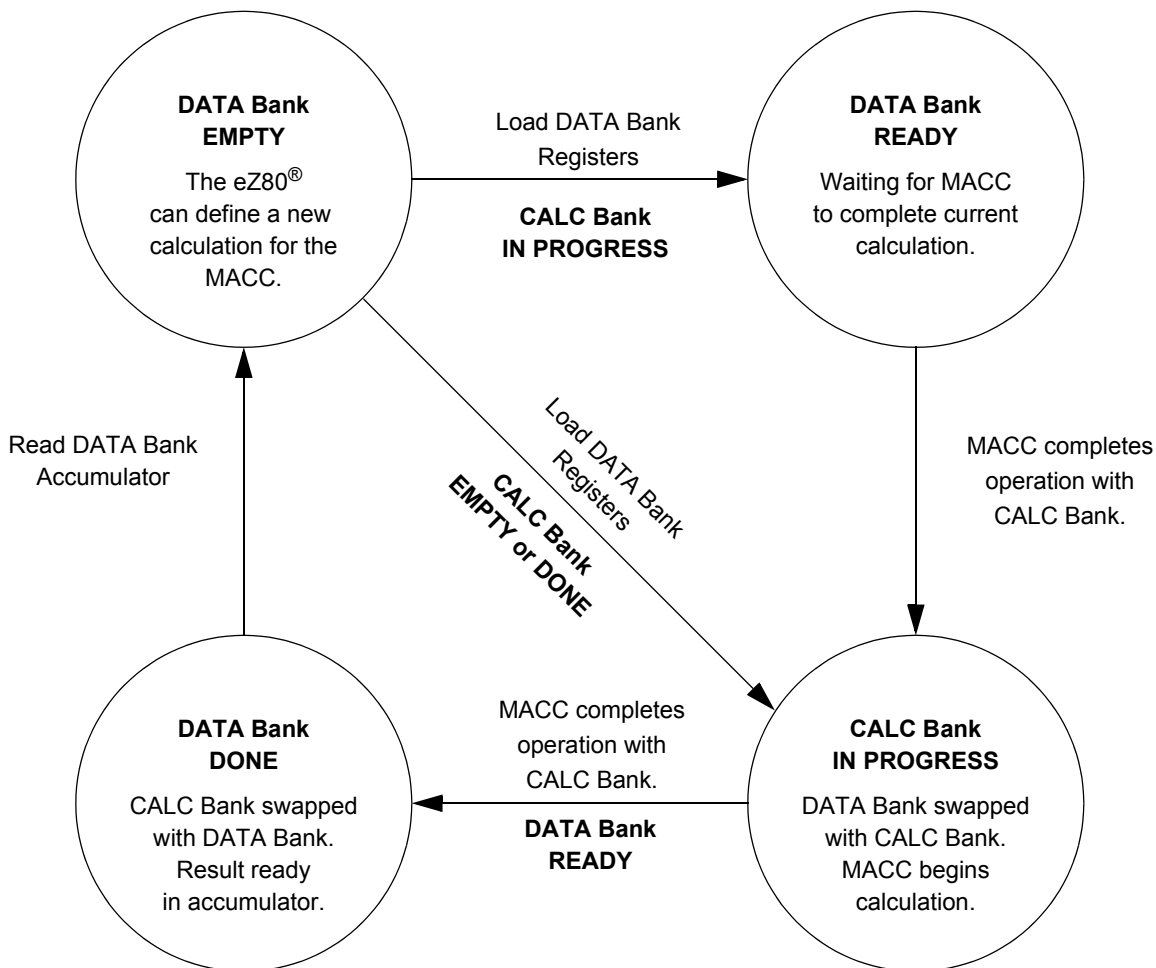 DATA Bank
EMPTY
The eZ80®
can define a new
calculation for the
MACC.
Load DATA Bank
Registers
CALC Bank
IN PROGRESS
DATA Bank
READY
Waiting for MACC
to complete current
calculation.
Read DATA Bank
Accumulator
Load DATA Bank
Registers
CALC Bank
EMPTY or DONE
MACC completes
operation with
CALC Bank.
DATA Bank
DONE
CALC Bank swapped
with DATA Bank.
Result ready
in accumulator.
MACC completes
operation with
CALC Bank.
DATA Bank
READY
CALC Bank
IN PROGRESS
DATA Bank swapped
with CALC Bank.
MACC begins
calculation.